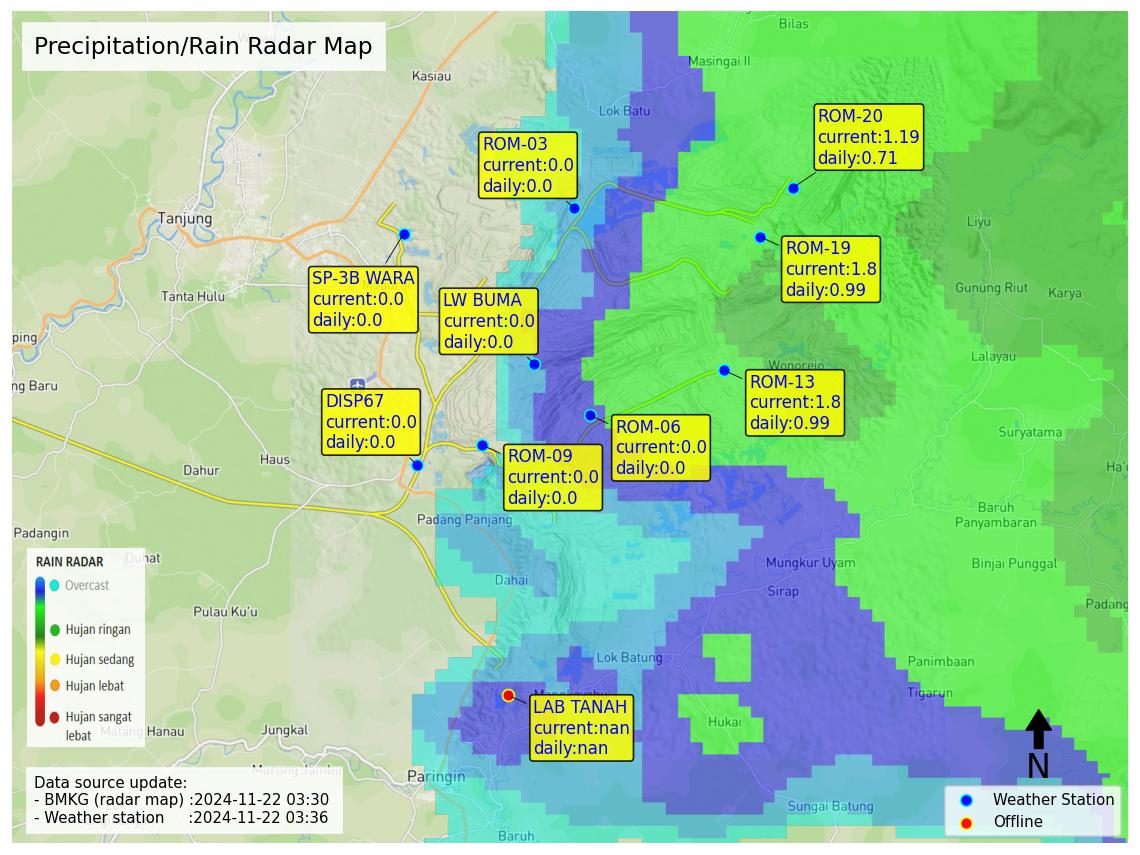 Precipitation/Rain Radar Map
Bilas
Masingai II
Kasiau
Lok Batu
ROM-20
current:1.19
daily:0.71
ROM-03
current:0.0
daily:0.0
Tanjung
Liyu
ROM-19
current:1.8
daily:0.99
SP-3B WARA
current:0.0
daily:0.0
Tanta Hulu
LW BUMA
current:0.0
daily:0.0
Gunung Riut
Karya
ping
Lalayau
Wonorejo
ng Baru
ROM-13
current:1.8
daily:0.99
DISP67
current:0.0
daily:0.0
ROM-06
current:0.0
daily:0.0
Suryatama
ROM-09
current:0.0
daily:0.0
Haus
Dahur
Ha'u
Baruh
Panyambaran
Padang Panjang
Padangin
Duhat
Mungkur Uyam
Binjai Punggal
Dahai
Sirap
Padang
Pulau Ku'u
RAIN RADAR
Overcast
Hujan ringan
Hujan sedang
Hujan lebat
Hujan sangat
lebat
Lok Batung
Panimbaan
Tigarun
LAB TANAH
current:nan
daily:nan
Hukai
Matang Hanau
Jungkal
Murung Jambu
Paringin
N
Data source update:
- BMKG (radar map) :2024-11-22 03:30
- Weather station :2024-11-22 03:36
Sungai Batung
Baruh
Weather Station
Offline